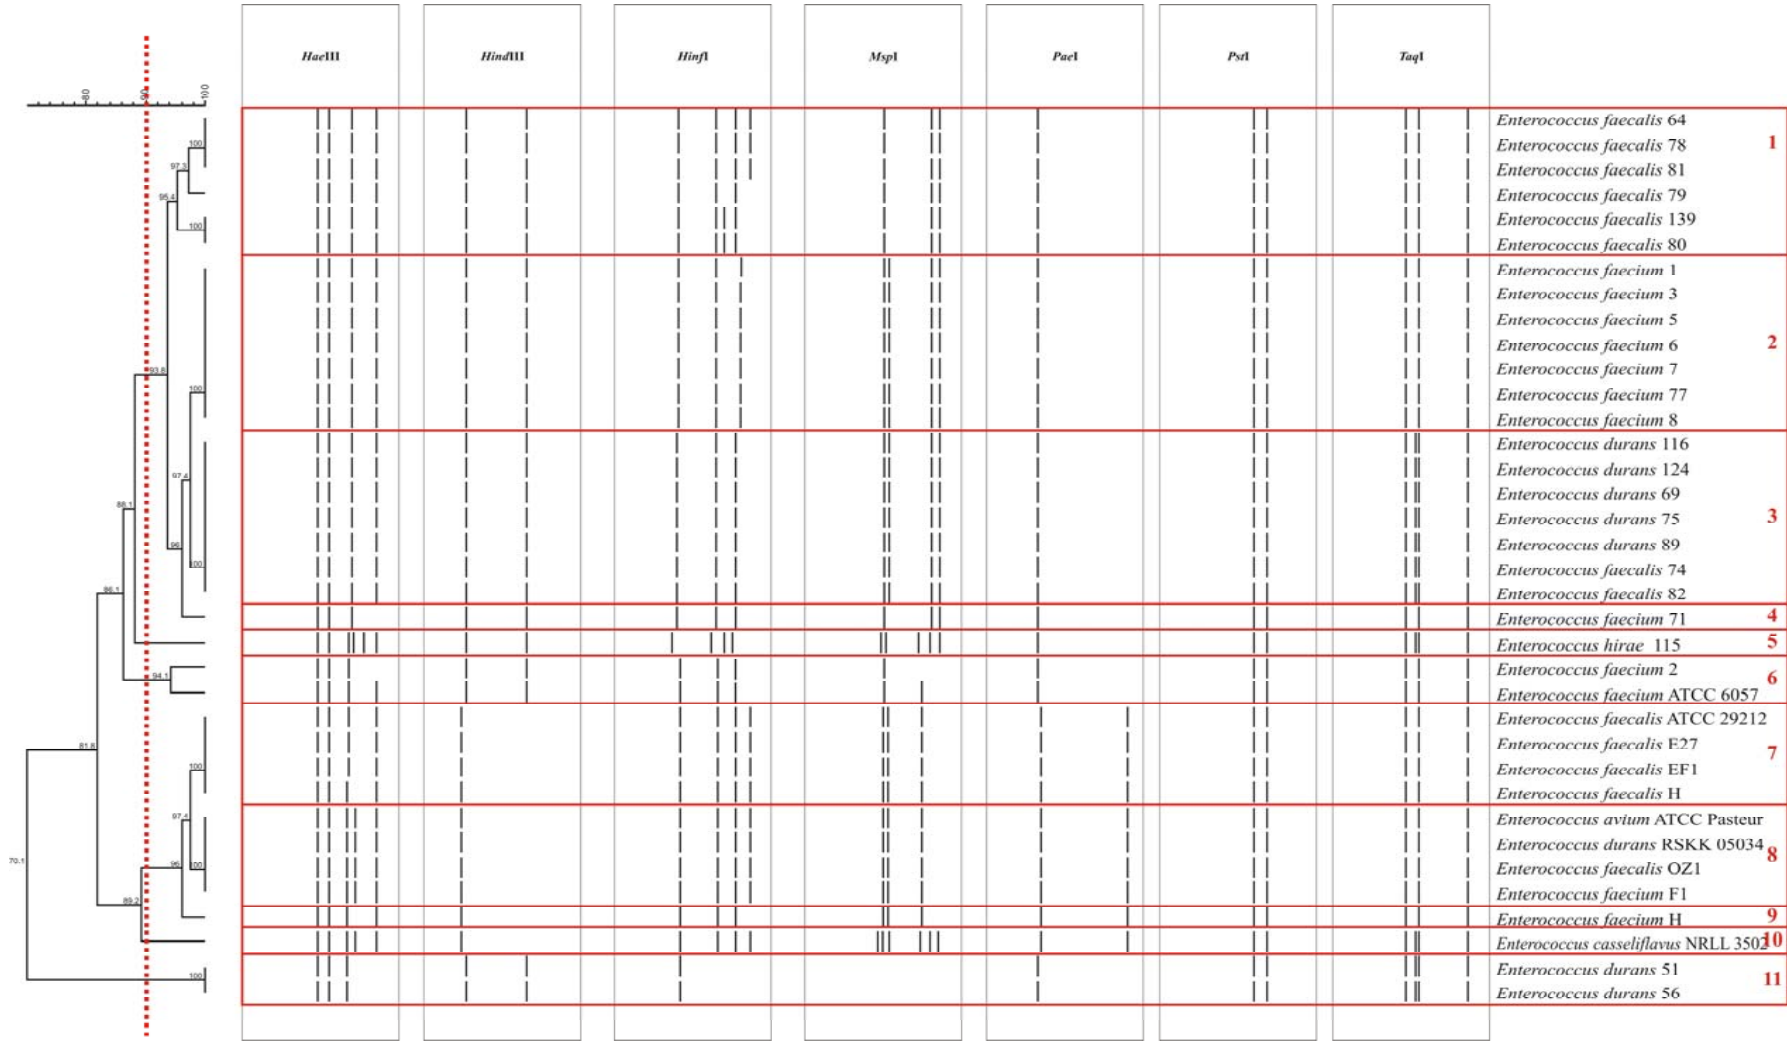 HaeIII HindIII HinfI MspI PaeI PstI TaqI
80 90 100
Enterococcus faecalis 64
Enterococcus faecalis 78 1
100
Enterococcus faecalis 81
97.3
Enterococcus faecalis 79
95.4
Enterococcus faecalis 139
100
Enterococcus faecalis 80
Enterococcus faecium 1
Enterococcus faecium 3
Enterococcus faecium 5
Enterococcus faecium 6 2
Enterococcus faecium 7
93.8
100
Enterococcus faecium 77
Enterococcus faecium 8
Enterococcus durans 116
Enterococcus durans 124
97.4
Enterococcus durans 69
88.1
Enterococcus durans 75 3
Enterococcus durans 89
96
Enterococcus faecalis 74
100
Enterococcus faecalis 82
86.1
Enterococcus faecium 71 4
Enterococcus hirae 115 5
Enterococcus faecium 2
94.1 6
Enterococcus faecium ATCC 6057
Enterococcus faecalis ATCC 29212
Enterococcus faecalis E27
81.8 7
Enterococcus faecalis EF1
100
Enterococcus faecalis H
Enterococcus avium ATCC Pasteur
97.4
Enterococcus durans RSKK 05034
70.1 8
96 100
Enterococcus faecalis OZ1
Enterococcus faecium F1
89.2
Enterococcus faecium H 9
Enterococcus casseliflavus NRLL 3502 10
Enterococcus durans 51
100 11
Enterococcus durans 56